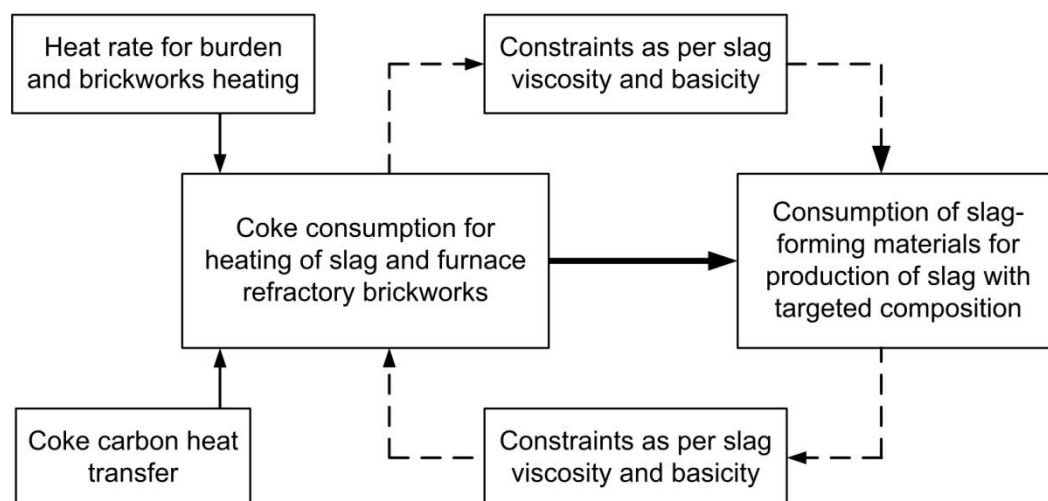 Heat rate for burden
and brickworks heating
Constraints as per slag
viscosity and basicity
Coke consumption for
heating of slag and furnace
refractory brickworks
Consumption of slag-
forming materials for
production of slag with
targeted composition
Coke carbon heat
transfer
Constraints as per slag
viscosity and basicity